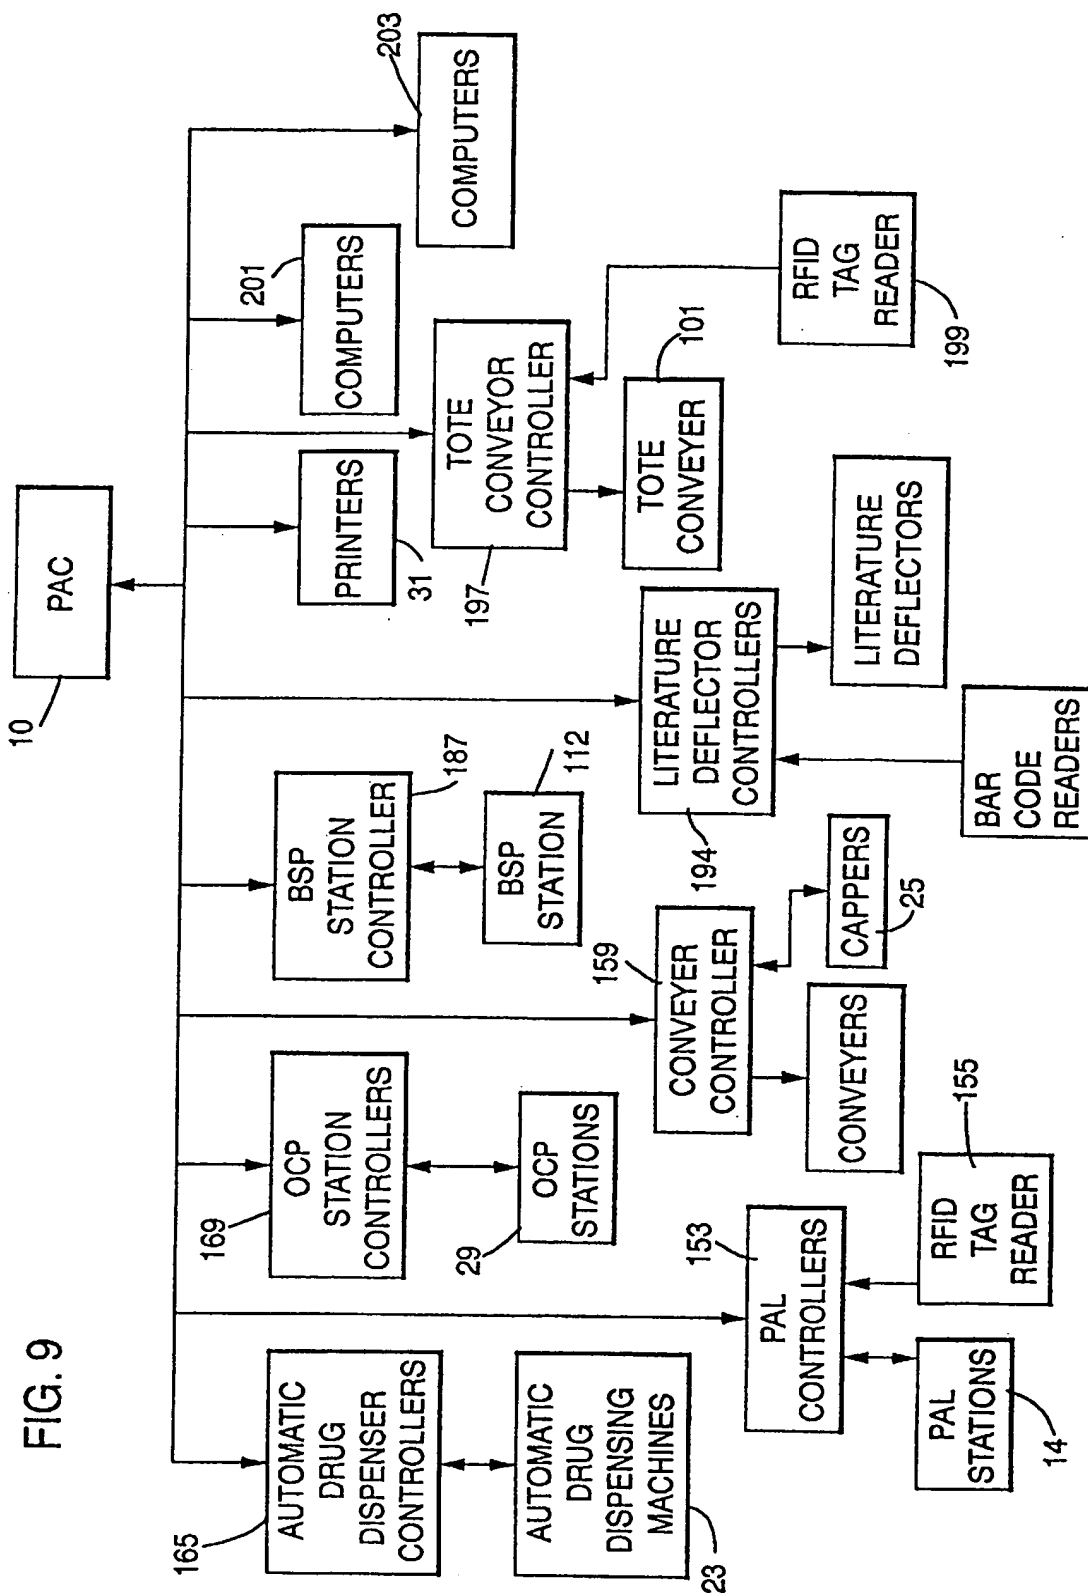 FIG. 9
10
PAC
165
AUTOMATIC
DRUG
DISPENSER
CONTROLLERS
AUTOMATIC
DRUG
DISPENSING
MACHINES
23
169
OCP
STATION
CONTROLLERS
29
OCP
STATIONS
BSP
STATION
CONTROLLER
187
BSP
STATION
112
PRINTERS
31
COMPUTERS
201
COMPUTERS
203
153
PAL
CONTROLLERS
PAL
STATIONS
14
RFID
TAG
READER
155
159
CONVEYER
CONTROLLER
CONVEYERS
CAPPERS
25
194
LITERATURE
DEFLECTOR
CONTROLLERS
BAR
CODE
READERS
LITERATURE
DEFLECTORS
197
TOTE
CONVEYOR
CONTROLLER
TOTE
CONVEYER
101
RFID
TAG
READER
199